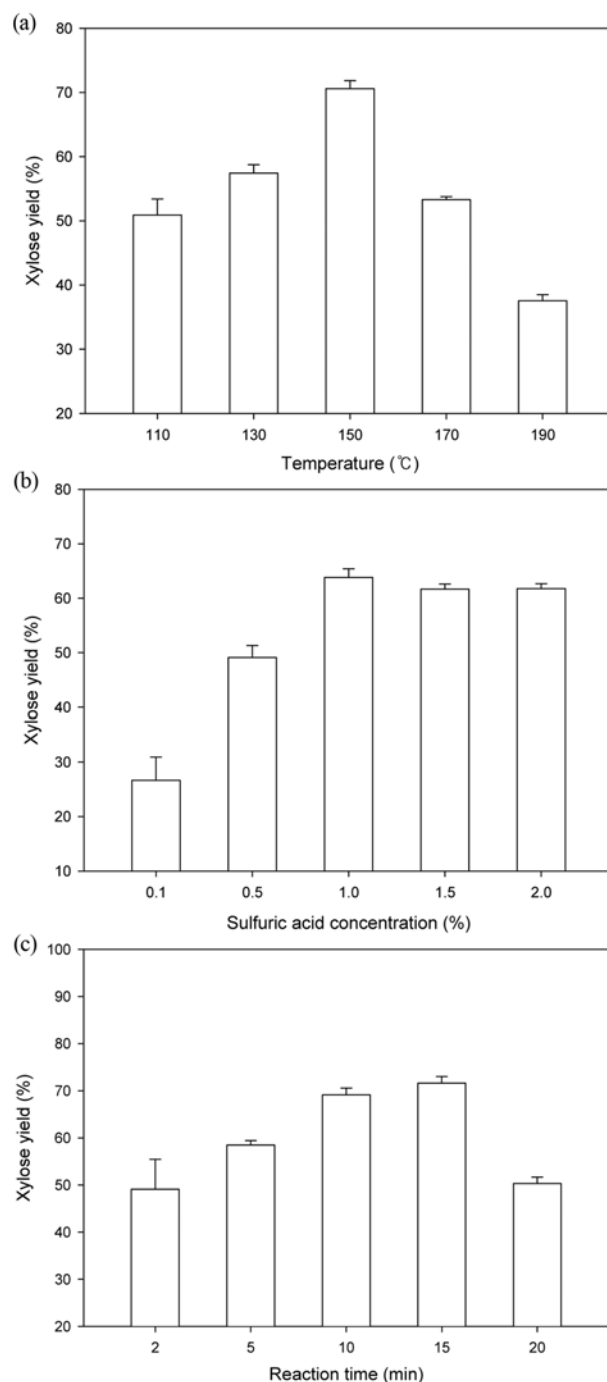 (a)
80
70
60
50
40
30
20
Xylose yield (%)
110 130 150 170 190
Temperature (℃)
(b)
80
70
60
50
40
30
20
10
Xylose yield (%)
0.1 0.5 1.0 1.5 2.0
Sulfuric acid concentration (%)
(c)
100
90
80
70
60
50
40
30
20
Xylose yield (%)
2 5 10 15 20
Reaction time (min)